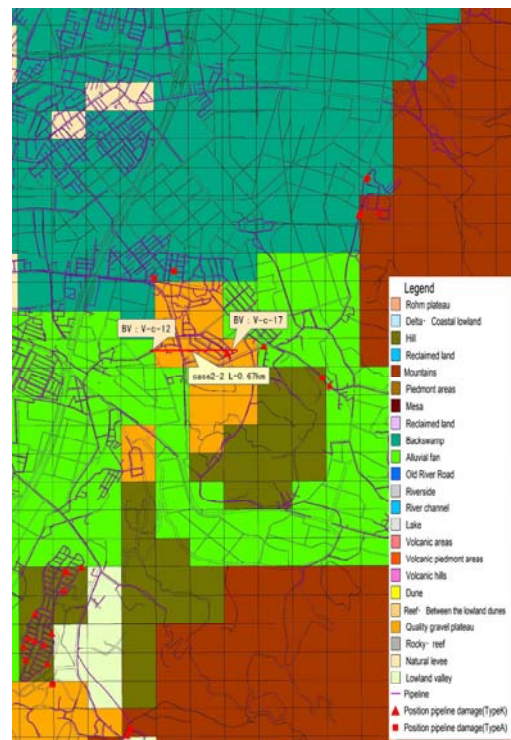 BV：V-c-17
BV：V-c-12
case2-2 L=0.67km
Legend
Rohm plateau
Delta· Coastal lowland
Hill
Reclaimed land
Mountains
Piedmont areas
Mesa
Reclaimed land
Backswamp
Alluvial fan
Old River Road
Riverside
River channel
Lake
Volcanic areas
Volcanic piedmont areas
Volcanic hills
Dune
Reef· Between the lowland dunes
Quality gravel plateau
Rocky· reef
Natural levee
Lowland valley
Pipeline
Position pipeline damage(TypeK)
Position pipeline damage(TypeA)